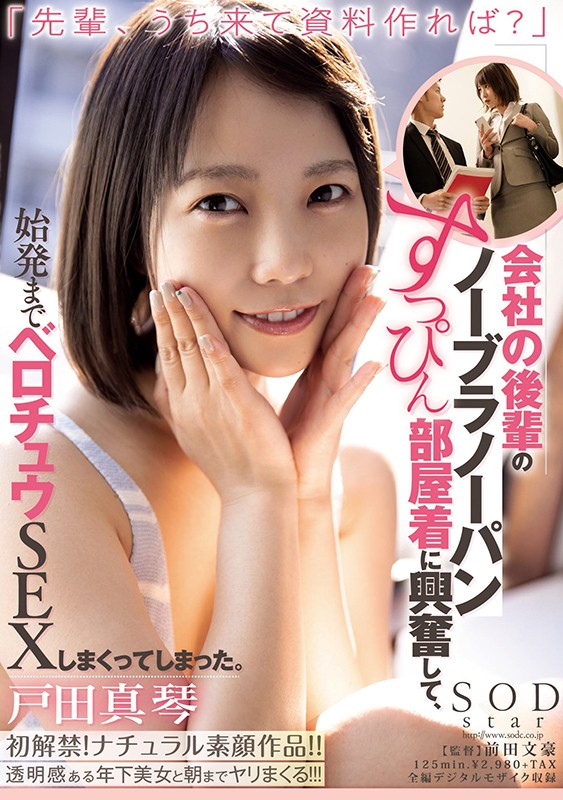 「先輩、うち来て資料作れば?」
会社の後輩の
ノーブラノーパン
すっぴん部屋着に興奮して、
始発までベロチュウSEXしまくってしまった。
戸田真琴
初解禁!ナチュラル素顔作品!!
透明感ある年下美女と朝までヤリまくる!!!
SOD
star
http://www.sodc.co.jp
【監督】前田文豪
125min.¥2,980+TAX
全編デジタルモザイク収録